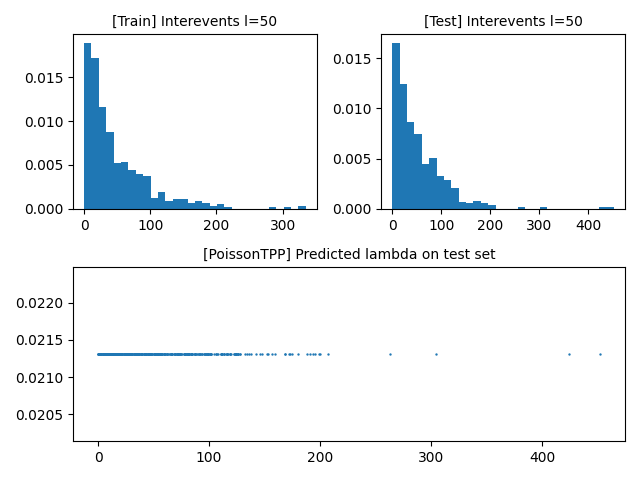 [Train] Interevents l=50
0.015
0.010
0.005
0.000
0 100 200 300
[Test] Interevents l=50
0.015
0.010
0.005
0.000
0 100 200 300 400
[PoissonTPP] Predicted lambda on test set
0.0220
0.0215
0.0210
0.0205
0 100 200 300 400